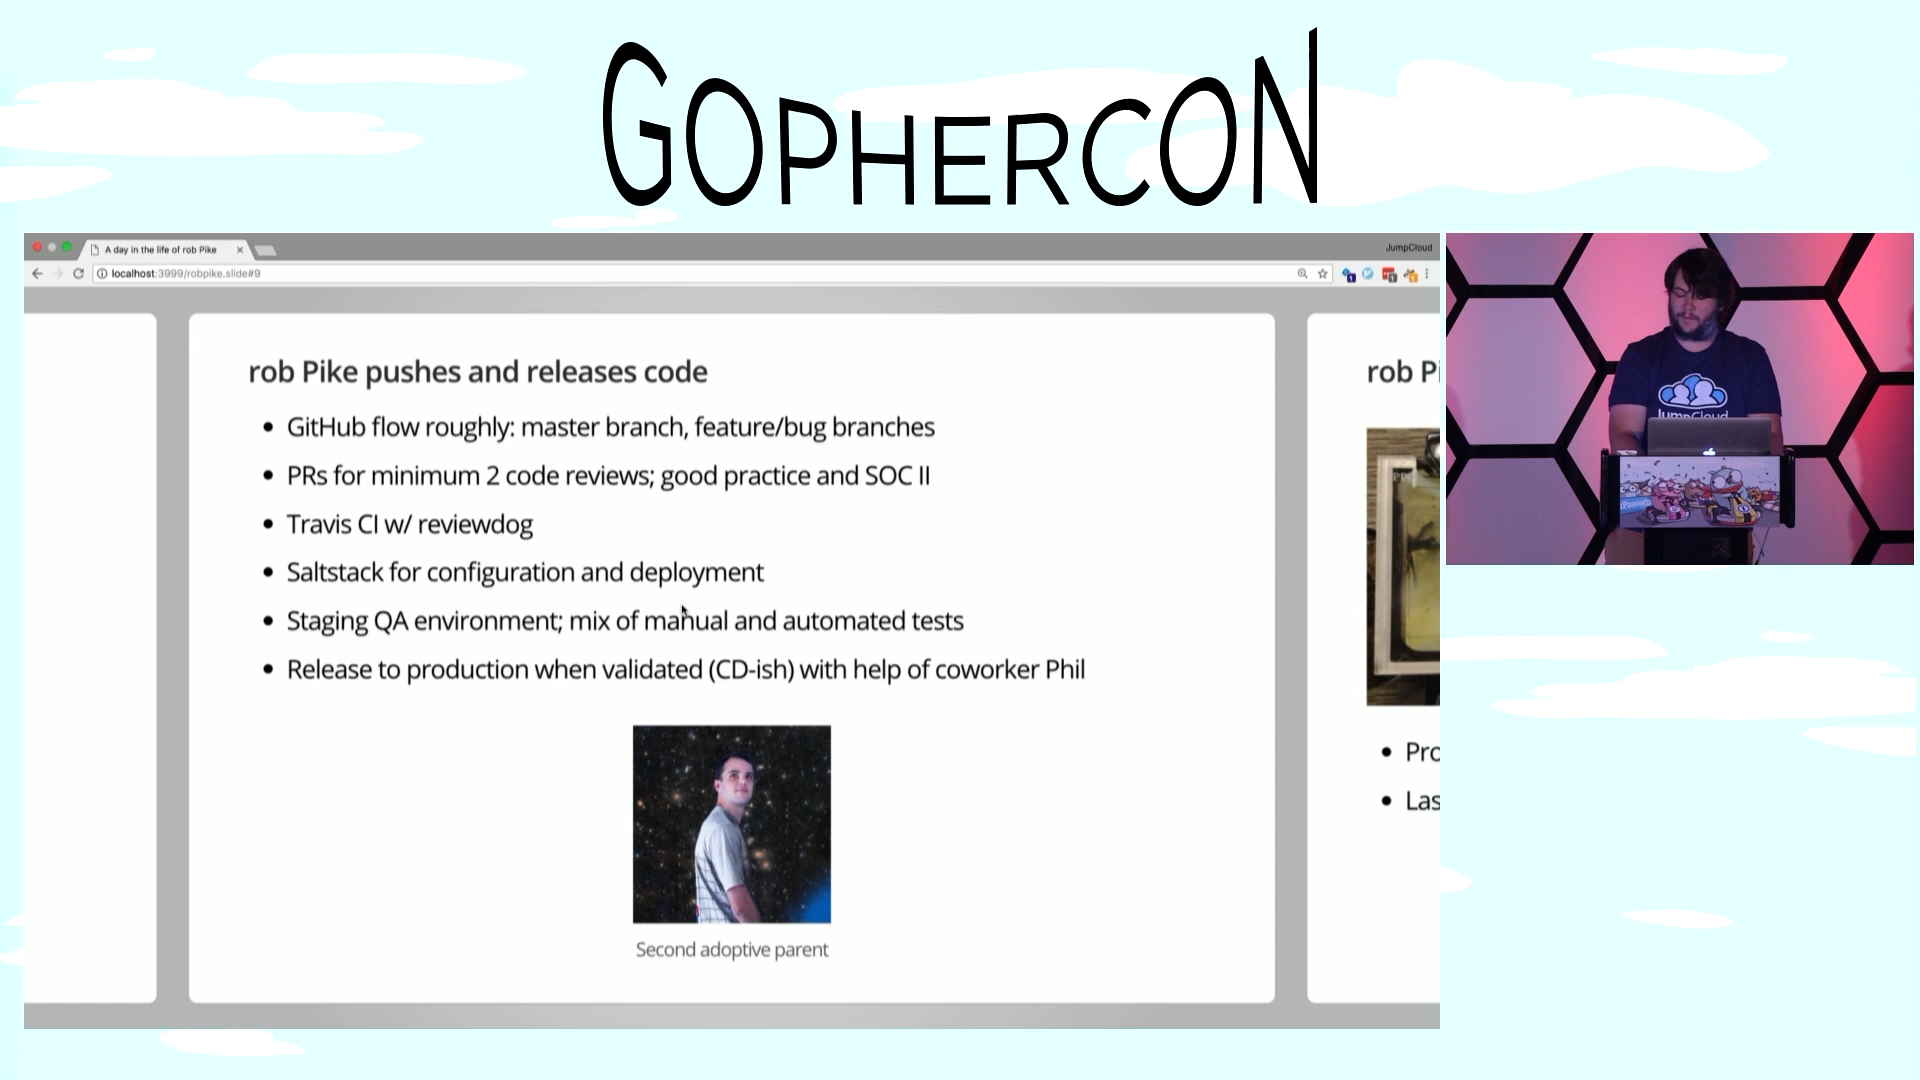 GOPHERCON
A day in the life of rob Pike
JumpCloud
localhost:3999/robpike.slide#9
rob Pike pushes and releases code
• GitHub flow roughly: master branch, feature/bug branches
• PRs for minimum 2 code reviews; good practice and SOC II
• Travis CI w/ reviewdog
• Saltstack for configuration and deployment
• Staging QA environment; mix of manual and automated tests
• Release to production when validated (CD-ish) with help of coworker Phil
Second adoptive parent
rob Pi
• Pro
• Las
JumpCloud